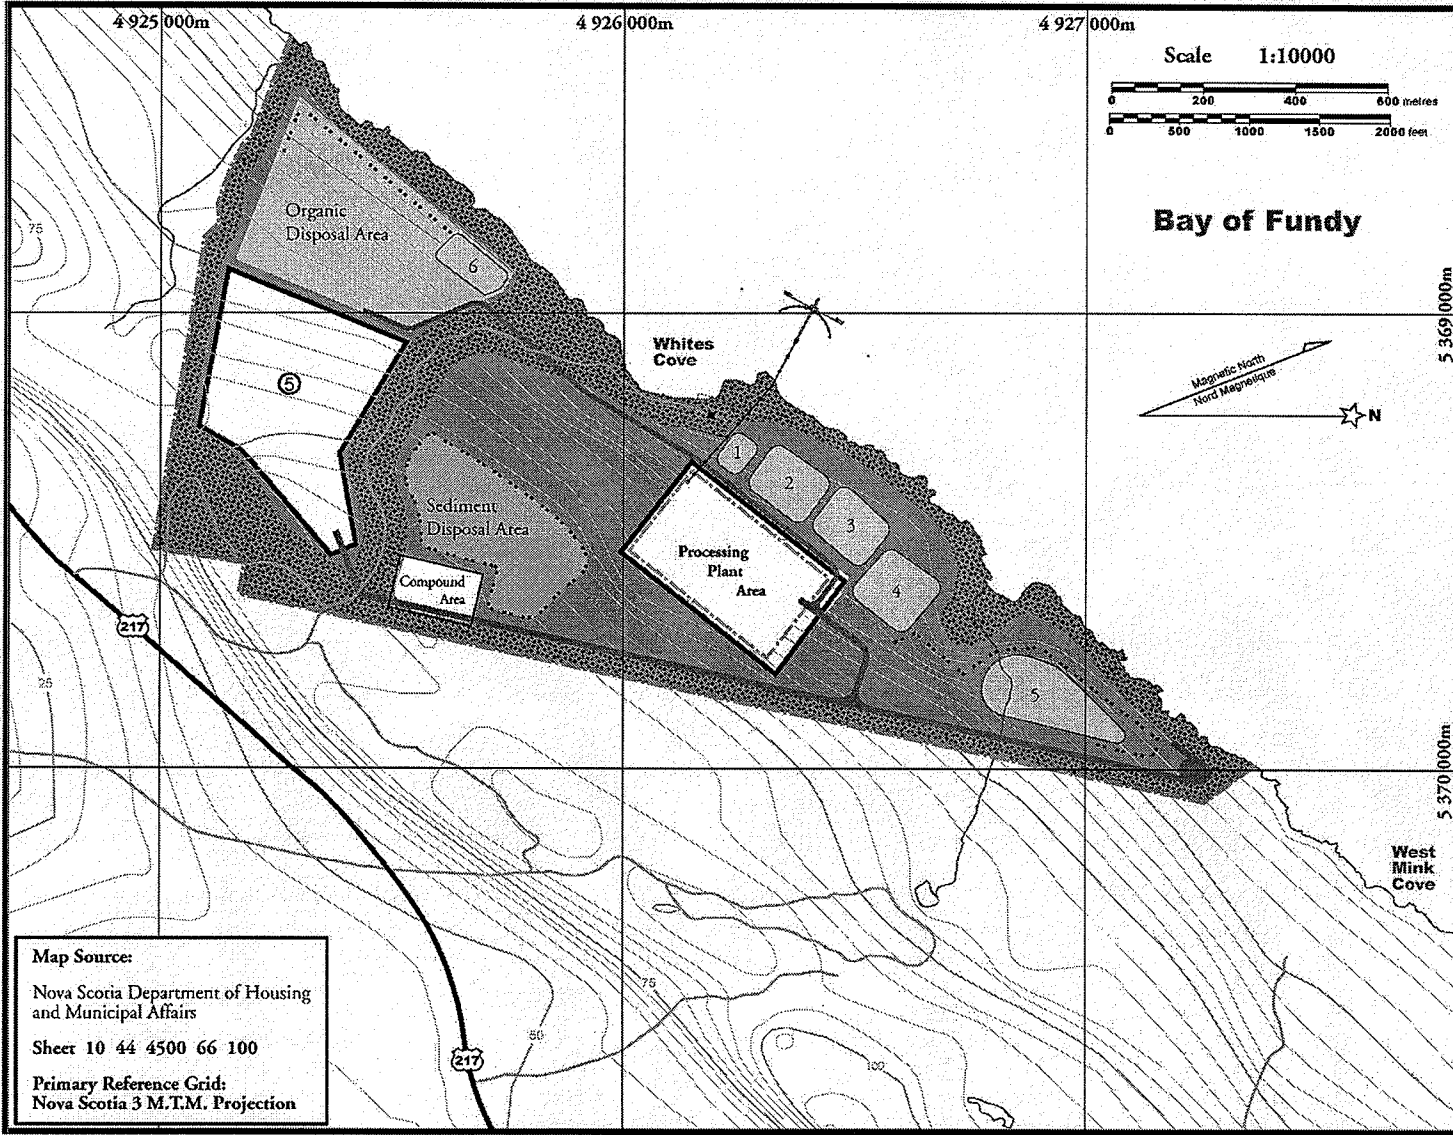 4 925 000m
4 926 000m
4 927 000m
Scale 1:10000
0 200 400 600 metres
0 500 1000 1500 2000 feet
Bay of Fundy
75
Organic
Disposal Area
6
5 369 000m
Whites
Cove
Magnetic North
Nord Magnetique
N
5
1
2
3
4
Sediment
Disposal Area
Processing
Plant
Area
Compound
Area
217
25
5
5 370 000m
West
Mink
Cove
75
50
217
100
Map Source:
Nova Scotia Department of Housing
and Municipal Affairs
Sheet 10 44 4500 66 100
Primary Reference Grid:
Nova Scotia 3 M.T.M. Projection